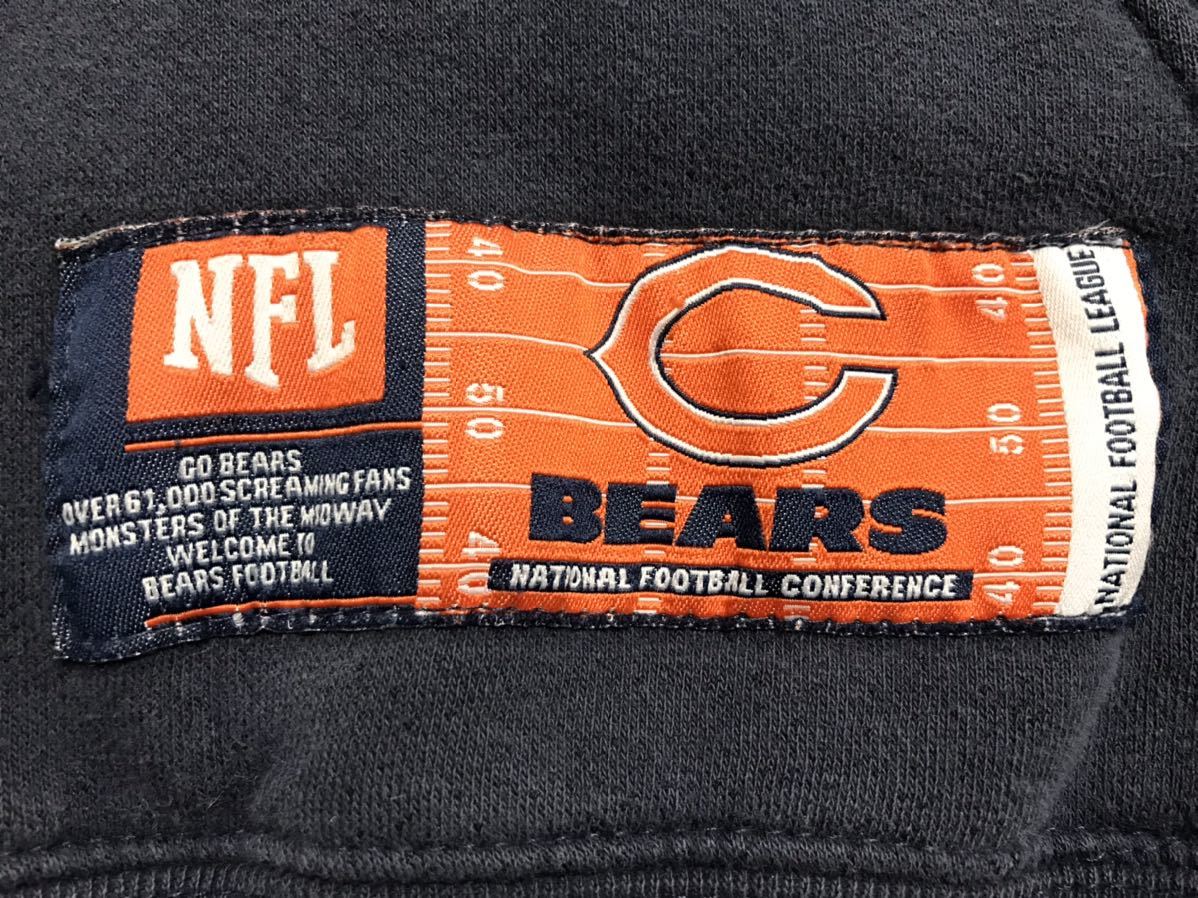 NFL
GO BEARS
OVER 61,000 SCREAMING FANS
MONSTERS OF THE MIDWAY
WELCOME TO
BEARS FOOTBALL
40
50
40
C
BEARS
NATIONAL FOOTBALL CONFERENCE
40
50
40
NATIONAL FOOTBALL LEAGUE